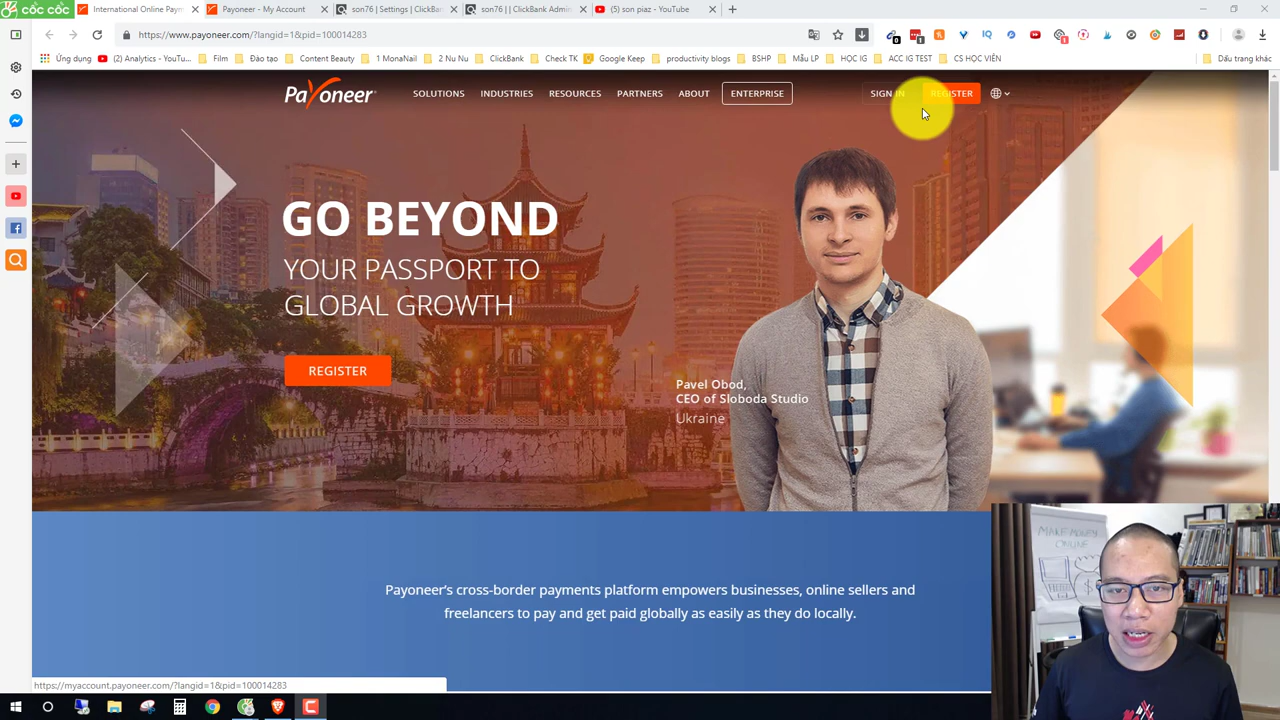 cốc cốc
International Online Paym
Payoneer - My Account
son76 | Settings | ClickBan
son76 | | ClickBank Admin
(5) son piaz - YouTube
https://www.payoneer.com/?langid=1&pid=100014283
Ứng dụng
(2) Analytics - YouTu...
Film
Đào tạo
Content Beauty
1 MonaNail
2 Nu Nu
ClickBank
Check TK
Google Keep
productivity blogs
BSHP
Mẫu LP
HỌC IG
ACC IG TEST
CS HỌC VIÊN
Dấu trang khác
Payoneer
SOLUTIONS
INDUSTRIES
RESOURCES
PARTNERS
ABOUT
ENTERPRISE
SIGN IN
REGISTER
GO BEYOND
YOUR PASSPORT TO
GLOBAL GROWTH
REGISTER
Pavel Obod,
CEO of Sloboda Studio
Ukraine
Payoneer's cross-border payments platform empowers businesses, online sellers and
freelancers to pay and get paid globally as easily as they do locally.
MAKE MONEY
ONLINE
https://myaccount.payoneer.com/?langid=1&pid=100014283